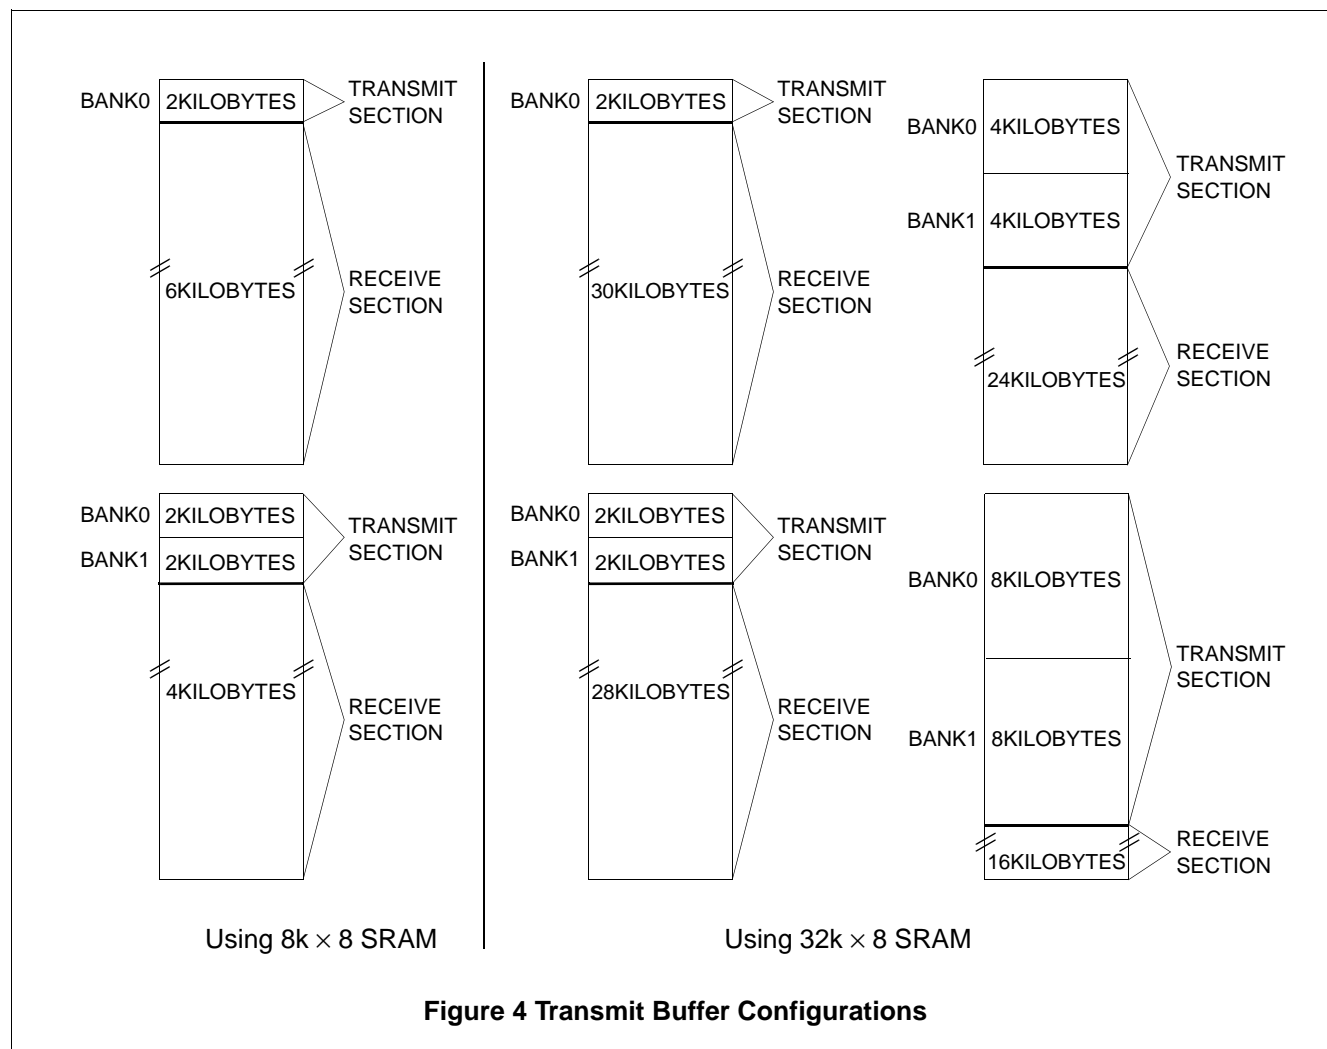 BANK0 2KILOBYTES TRANSMIT
SECTION
6KILOBYTES
RECEIVE
SECTION
BANK0 2KILOBYTES
BANK1 2KILOBYTES
TRANSMIT
SECTION
4KILOBYTES
RECEIVE
SECTION
Using 8k × 8 SRAM
BANK0 2KILOBYTES TRANSMIT
SECTION
30KILOBYTES
RECEIVE
SECTION
BANK0 4KILOBYTES
BANK1 4KILOBYTES
TRANSMIT
SECTION
24KILOBYTES
RECEIVE
SECTION
BANK0 2KILOBYTES
BANK1 2KILOBYTES
TRANSMIT
SECTION
28KILOBYTES
RECEIVE
SECTION
BANK0 8KILOBYTES
BANK1 8KILOBYTES
TRANSMIT
SECTION
16KILOBYTES
RECEIVE
SECTION
Using 32k × 8 SRAM
Figure 4 Transmit Buffer Configurations